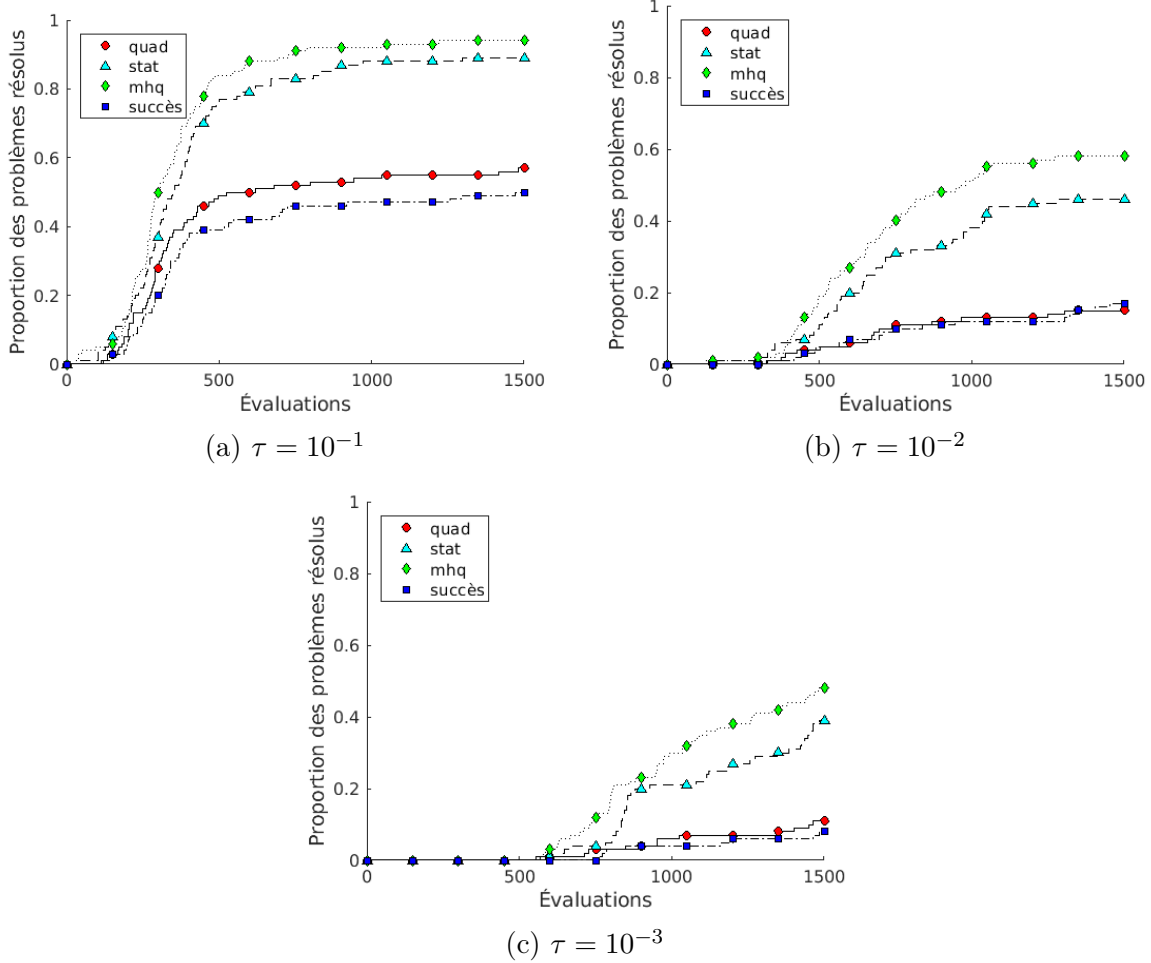 1
0.8
0.6
0.4
0.2
0
0
500
1000
1500
Proportion des problèmes résolus
Évaluations
quad
stat
mhq
succès
(a) τ = 10⁻¹
1
0.8
0.6
0.4
0.2
0
0
500
1000
1500
Proportion des problèmes résolus
Évaluations
quad
stat
mhq
succès
(b) τ = 10⁻²
1
0.8
0.6
0.4
0.2
0
0
500
1000
1500
Proportion des problèmes résolus
Évaluations
quad
stat
mhq
succès
(c) τ = 10⁻³